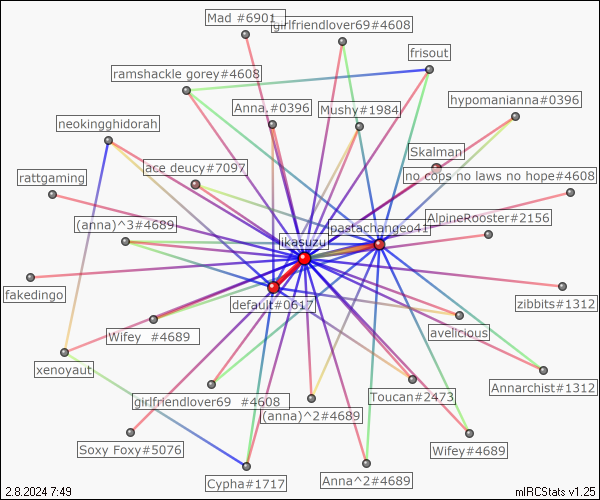 Mad #6901
girlfriendlover69#4608
frisout
ramshackle gorey#4608
hypomanianna#0396
Anna.#0396
Mushy#1984
neokingghidorah
Skalman
ace deucy#7097
no cops no laws no hope#4608
rattgaming
AlpineRooster#2156
(anna)^3#4689
pastachangeo41
likasuzu
fakedingo
default#0617
zibbits#1312
Wifey #4689
avelicious
xenoyaut
Annarchist#1312
girlfriendlover69 #4608
Toucan#2473
(anna)^2#4689
Soxy Foxy#5076
Wifey#4689
Cypha#1717
Anna^2#4689
2.8.2024 7:49
mIRCStats v1.25